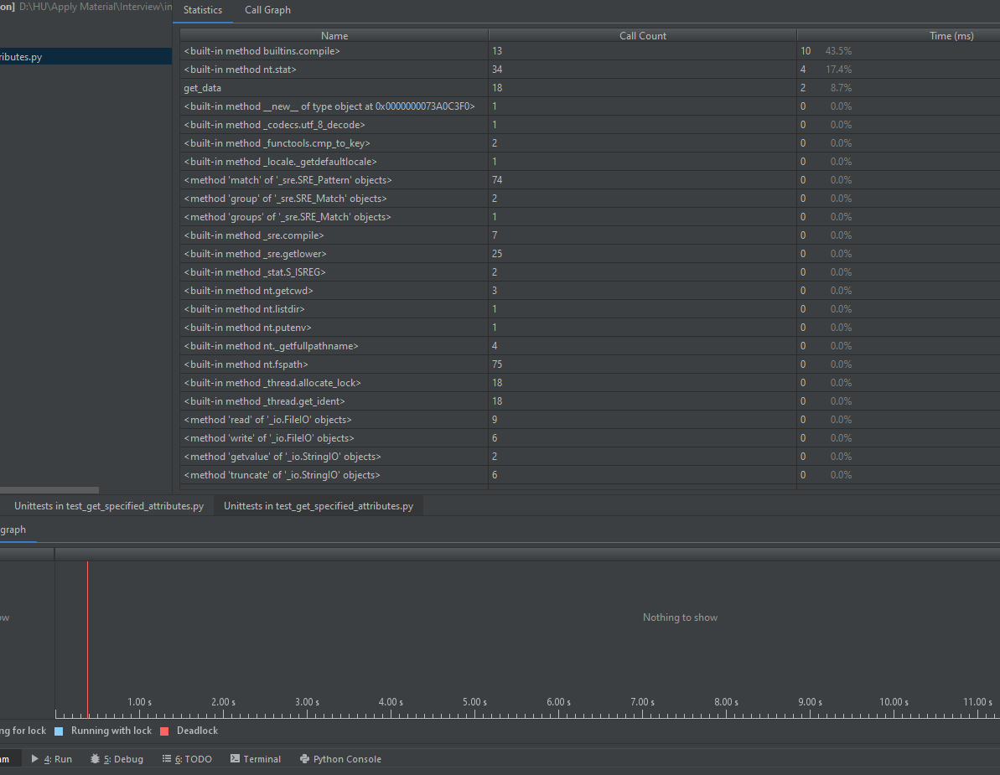 on] D:\HU\Apply Material\Interview\in
Statistics Call Graph
ributes.py
Name Call Count Time (ms)
<built-in method builtins.compile> 13 10 43.5%
<built-in method nt.stat> 34 4 17.4%
get_data 18 2 8.7%
<built-in method __new__ of type object at 0x0000000073A0C3F0> 1 0 0.0%
<built-in method _codecs.utf_8_decode> 1 0 0.0%
<built-in method _functools.cmp_to_key> 2 0 0.0%
<built-in method _locale._getdefaultlocale> 1 0 0.0%
<method 'match' of '_sre.SRE_Pattern' objects> 74 0 0.0%
<method 'group' of '_sre.SRE_Match' objects> 2 0 0.0%
<method 'groups' of '_sre.SRE_Match' objects> 1 0 0.0%
<built-in method _sre.compile> 7 0 0.0%
<built-in method _sre.getlower> 25 0 0.0%
<built-in method _stat.S_ISREG> 2 0 0.0%
<built-in method nt.getcwd> 3 0 0.0%
<built-in method nt.listdir> 1 0 0.0%
<built-in method nt.putenv> 1 0 0.0%
<built-in method nt._getfullpathname> 4 0 0.0%
<built-in method nt.fspath> 75 0 0.0%
<built-in method _thread.allocate_lock> 18 0 0.0%
<built-in method _thread.get_ident> 18 0 0.0%
<method 'read' of '_io.FileIO' objects> 9 0 0.0%
<method 'write' of '_io.FileIO' objects> 6 0 0.0%
<method 'getvalue' of '_io.StringIO' objects> 2 0 0.0%
<method 'truncate' of '_io.StringIO' objects> 6 0 0.0%
Unittests in test_get_specified_attributes.py Unittests in test_get_specified_attributes.py
graph
ow Nothing to show
1.00 s 2.00 s 3.00 s 4.00 s 5.00 s 6.00 s 7.00 s 8.00 s 9.00 s 10.00 s 11.00 s
ng for lock Running with lock Deadlock
am 4: Run 5: Debug 6: TODO Terminal Python Console